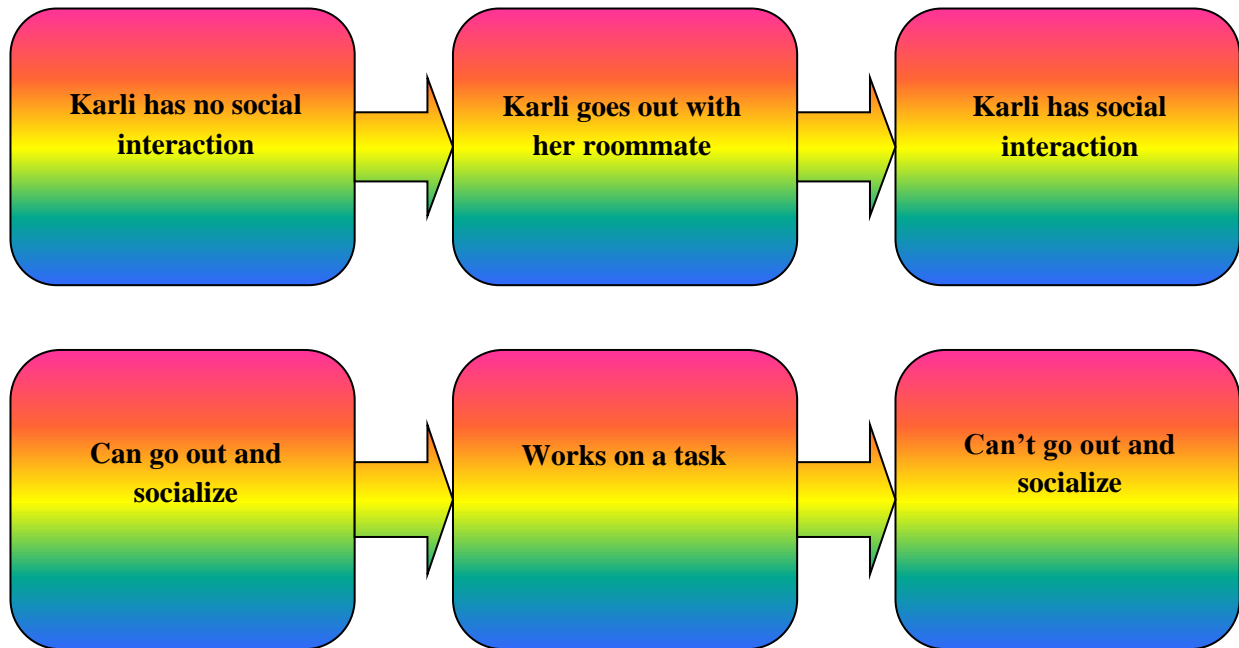 Karli has no social
interaction
Karli goes out with
her roommate
Karli has social
interaction
Can go out and
socialize
Works on a task
Can’t go out and
socialize